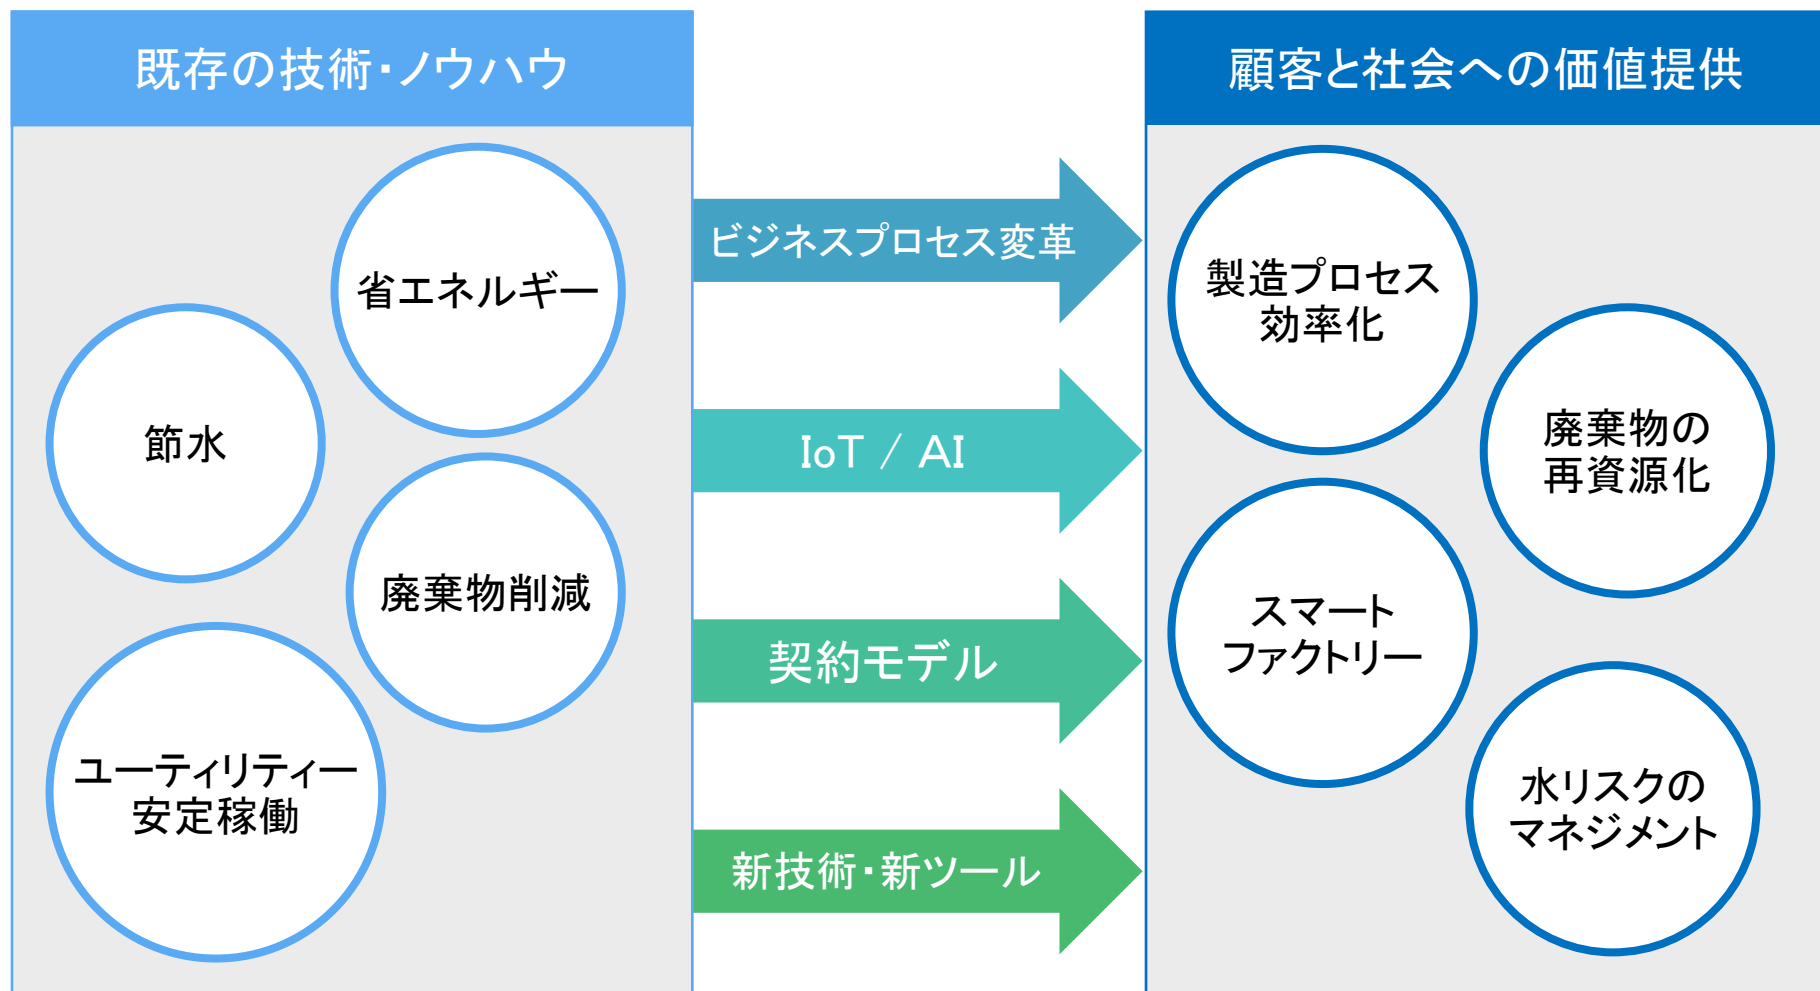 既存の技術・ノウハウ
省エネルギー
節水
廃棄物削減
ユーティリティー
安定稼働
ビジネスプロセス変革
IoT / AI
契約モデル
新技術・新ツール
顧客と社会への価値提供
製造プロセス
効率化
廃棄物の
再資源化
スマート
ファクトリー
水リスクの
マネジメント